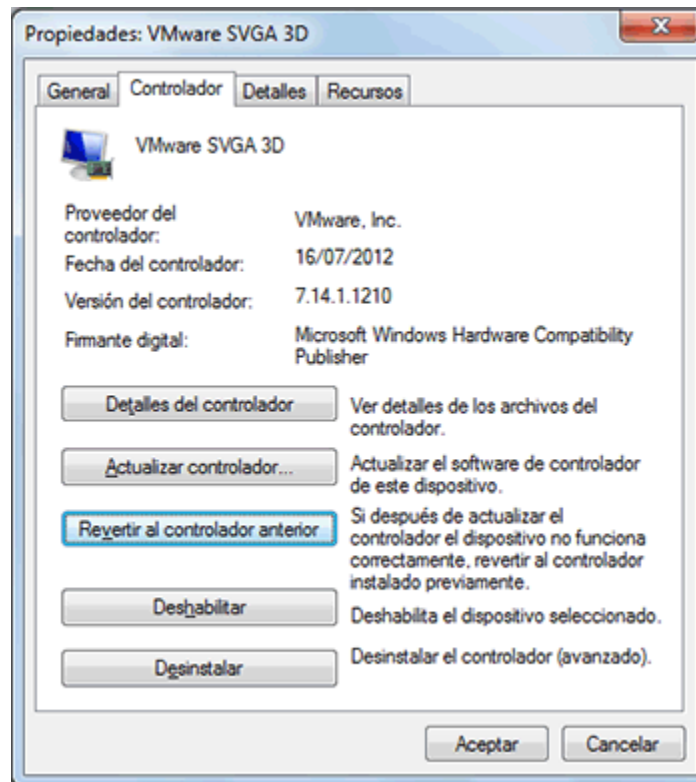 Propiedades: VMware SVGA 3D
General
Controlador
Detalles
Recursos
VMware SVGA 3D
Proveedor del
controlador:
VMware, Inc.
Fecha del controlador:
16/07/2012
Versión del controlador:
7.14.1.1210
Firmante digital:
Microsoft Windows Hardware Compatibility
Publisher
Detalles del controlador
Ver detalles de los archivos del
controlador.
Actualizar controlador...
Actualizar el software de controlador
de este dispositivo.
Revertir al controlador anterior
Si después de actualizar el
controlador el dispositivo no funciona
correctamente, revertir al controlador
instalado previamente.
Deshabilitar
Deshabilita el dispositivo seleccionado.
Desinstalar
Desinstalar el controlador (avanzado).
Aceptar
Cancelar